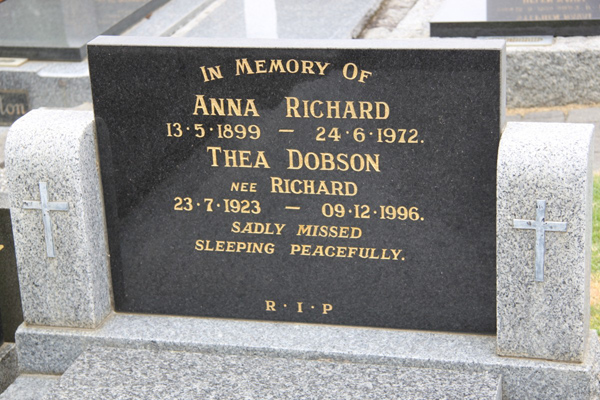 IN MEMORY OF
ANNA RICHARD
13·5·1899 — 24·6·1972.
THEA DOBSON
NEE RICHARD
23·7·1923 — 09·12·1996.
SADLY MISSED
SLEEPING PEACEFULLY.
R·I·P